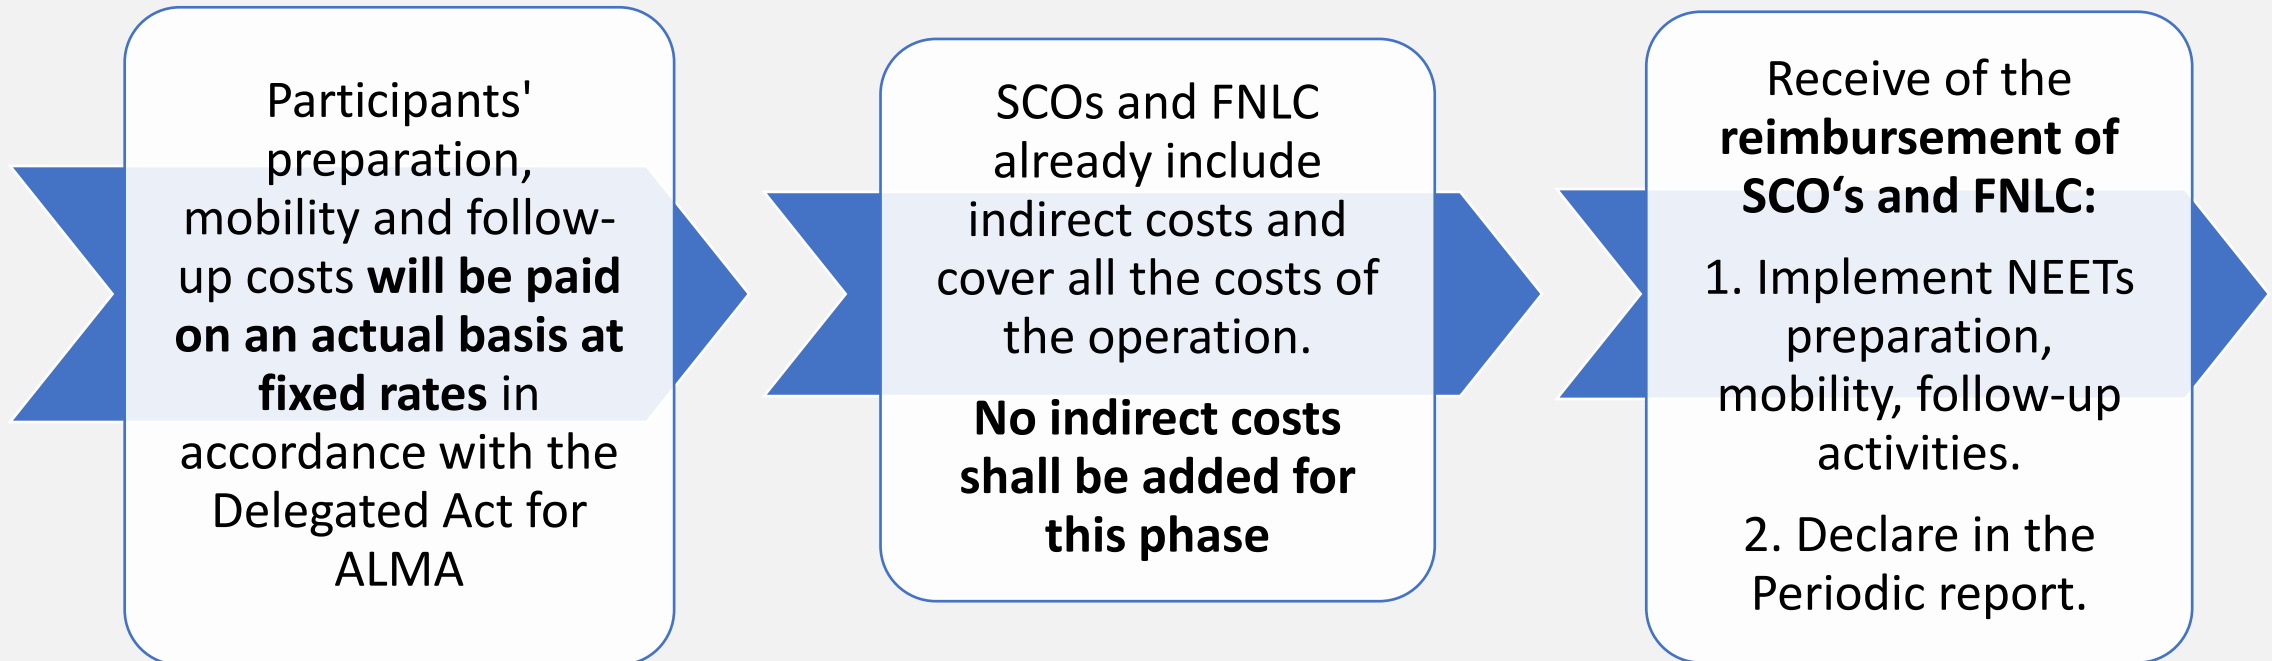 Participants'
preparation,
mobility and follow-
up costs will be paid
on an actual basis at
fixed rates in
accordance with the
Delegated Act for
ALMA
SCOs and FNLC
already include
indirect costs and
cover all the costs of
the operation.
No indirect costs
shall be added for
this phase
Receive of the
reimbursement of
SCO‘s and FNLC:
1. Implement NEETs
preparation,
mobility, follow-up
activities.
2. Declare in the
Periodic report.